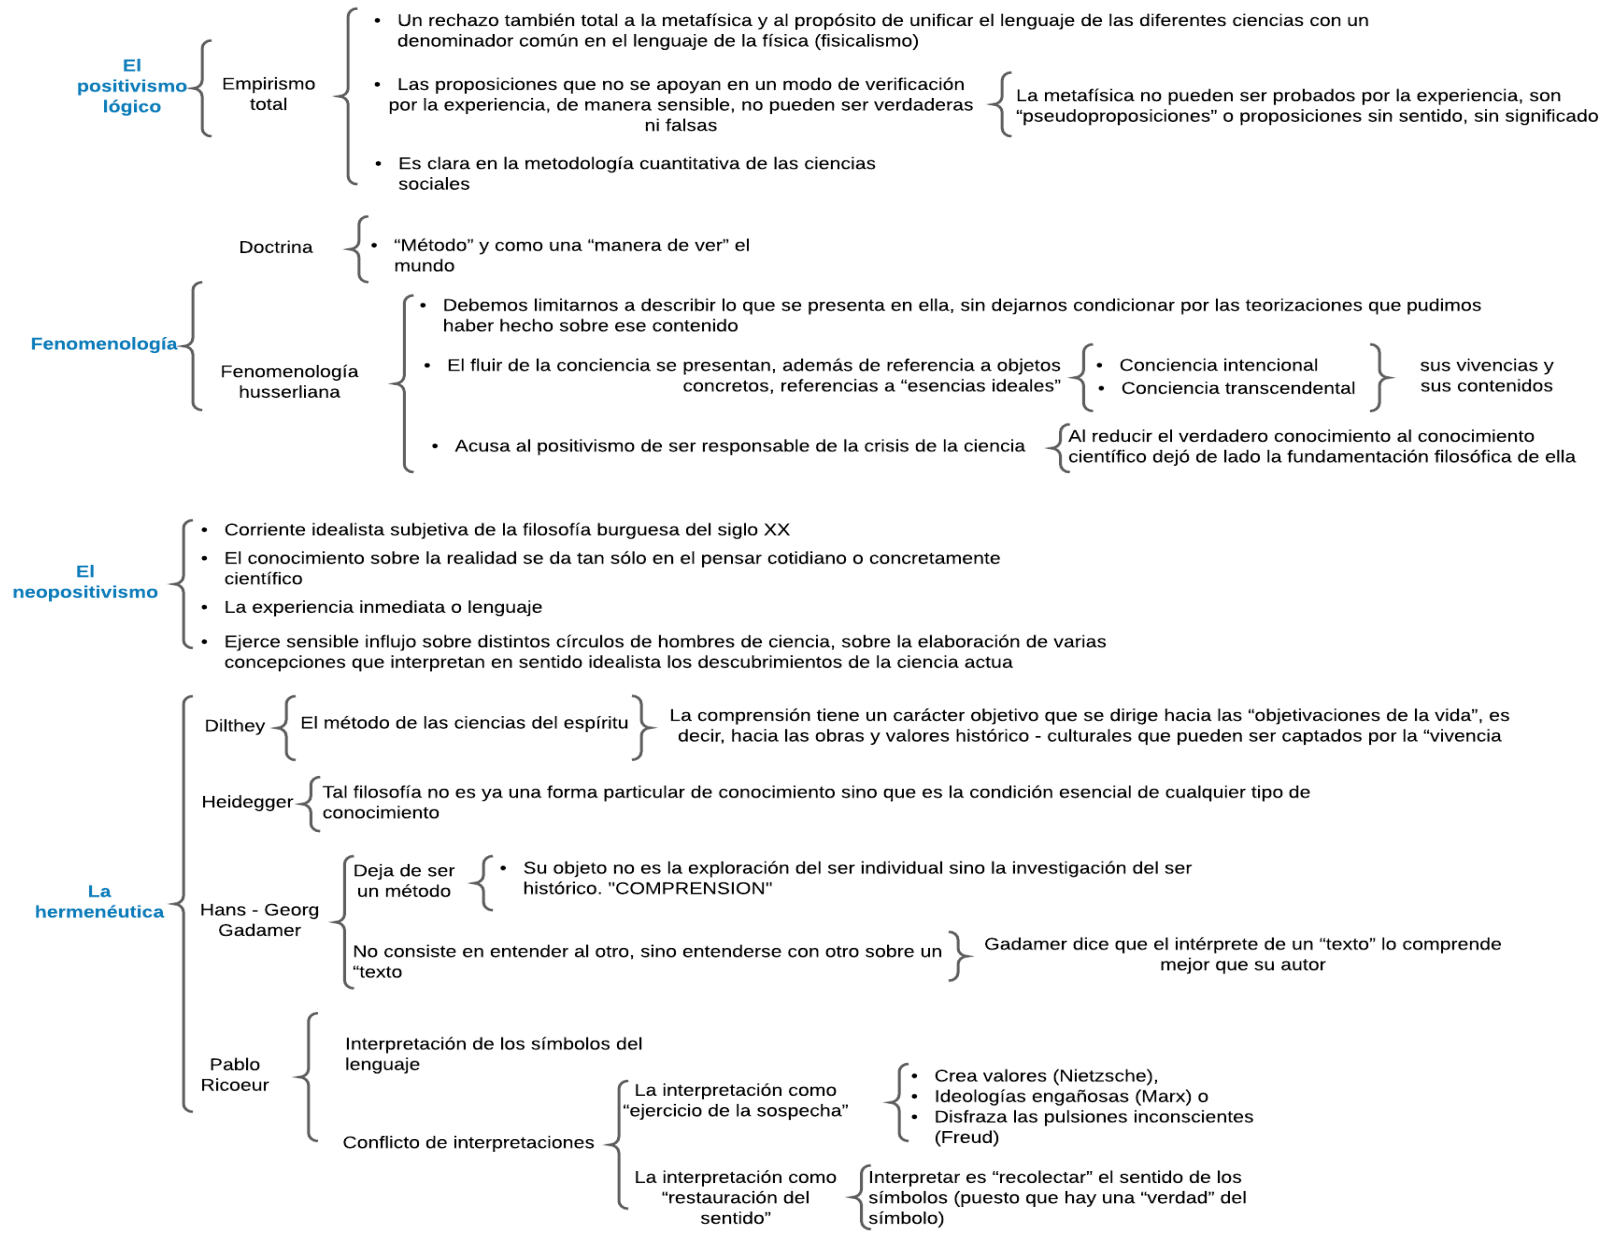 El
positivismo
lógico
Empirismo
total
• Un rechazo también total a la metafísica y al propósito de unificar el lenguaje de las diferentes ciencias con un
denominador común en el lenguaje de la física (fisicalismo)
• Las proposiciones que no se apoyan en un modo de verificación
por la experiencia, de manera sensible, no pueden ser verdaderas
ni falsas
La metafísica no pueden ser probados por la experiencia, son
“pseudoproposiciones” o proposiciones sin sentido, sin significado
• Es clara en la metodología cuantitativa de las ciencias
sociales
Fenomenología
Doctrina
• “Método” y como una “manera de ver” el
mundo
Fenomenología
husserliana
• Debemos limitarnos a describir lo que se presenta en ella, sin dejarnos condicionar por las teorizaciones que pudimos
haber hecho sobre ese contenido
• El fluir de la conciencia se presentan, además de referencia a objetos
concretos, referencias a “esencias ideales”
• Conciencia intencional
• Conciencia transcendental
sus vivencias y
sus contenidos
• Acusa al positivismo de ser responsable de la crisis de la ciencia
Al reducir el verdadero conocimiento al conocimiento
científico dejó de lado la fundamentación filosófica de ella
El
neopositivismo
• Corriente idealista subjetiva de la filosofía burguesa del siglo XX
• El conocimiento sobre la realidad se da tan sólo en el pensar cotidiano o concretamente
científico
• La experiencia inmediata o lenguaje
• Ejerce sensible influjo sobre distintos círculos de hombres de ciencia, sobre la elaboración de varias
concepciones que interpretan en sentido idealista los descubrimientos de la ciencia actua
La
hermenéutica
Dilthey
El método de las ciencias del espíritu
La comprensión tiene un carácter objetivo que se dirige hacia las “objetivaciones de la vida”, es
decir, hacia las obras y valores histórico - culturales que pueden ser captados por la “vivencia
Heidegger
Tal filosofía no es ya una forma particular de conocimiento sino que es la condición esencial de cualquier tipo de
conocimiento
Hans - Georg
Gadamer
Deja de ser
un método
• Su objeto no es la exploración del ser individual sino la investigación del ser
histórico. "COMPRENSION"
No consiste en entender al otro, sino entenderse con otro sobre un
“texto
Gadamer dice que el intérprete de un “texto” lo comprende
mejor que su autor
Pablo
Ricoeur
Interpretación de los símbolos del
lenguaje
Conflicto de interpretaciones
La interpretación como
“ejercicio de la sospecha”
• Crea valores (Nietzsche),
• Ideologías engañosas (Marx) o
• Disfraza las pulsiones inconscientes
(Freud)
La interpretación como
“restauración del
sentido”
Interpretar es “recolectar” el sentido de los
símbolos (puesto que hay una “verdad” del
símbolo)